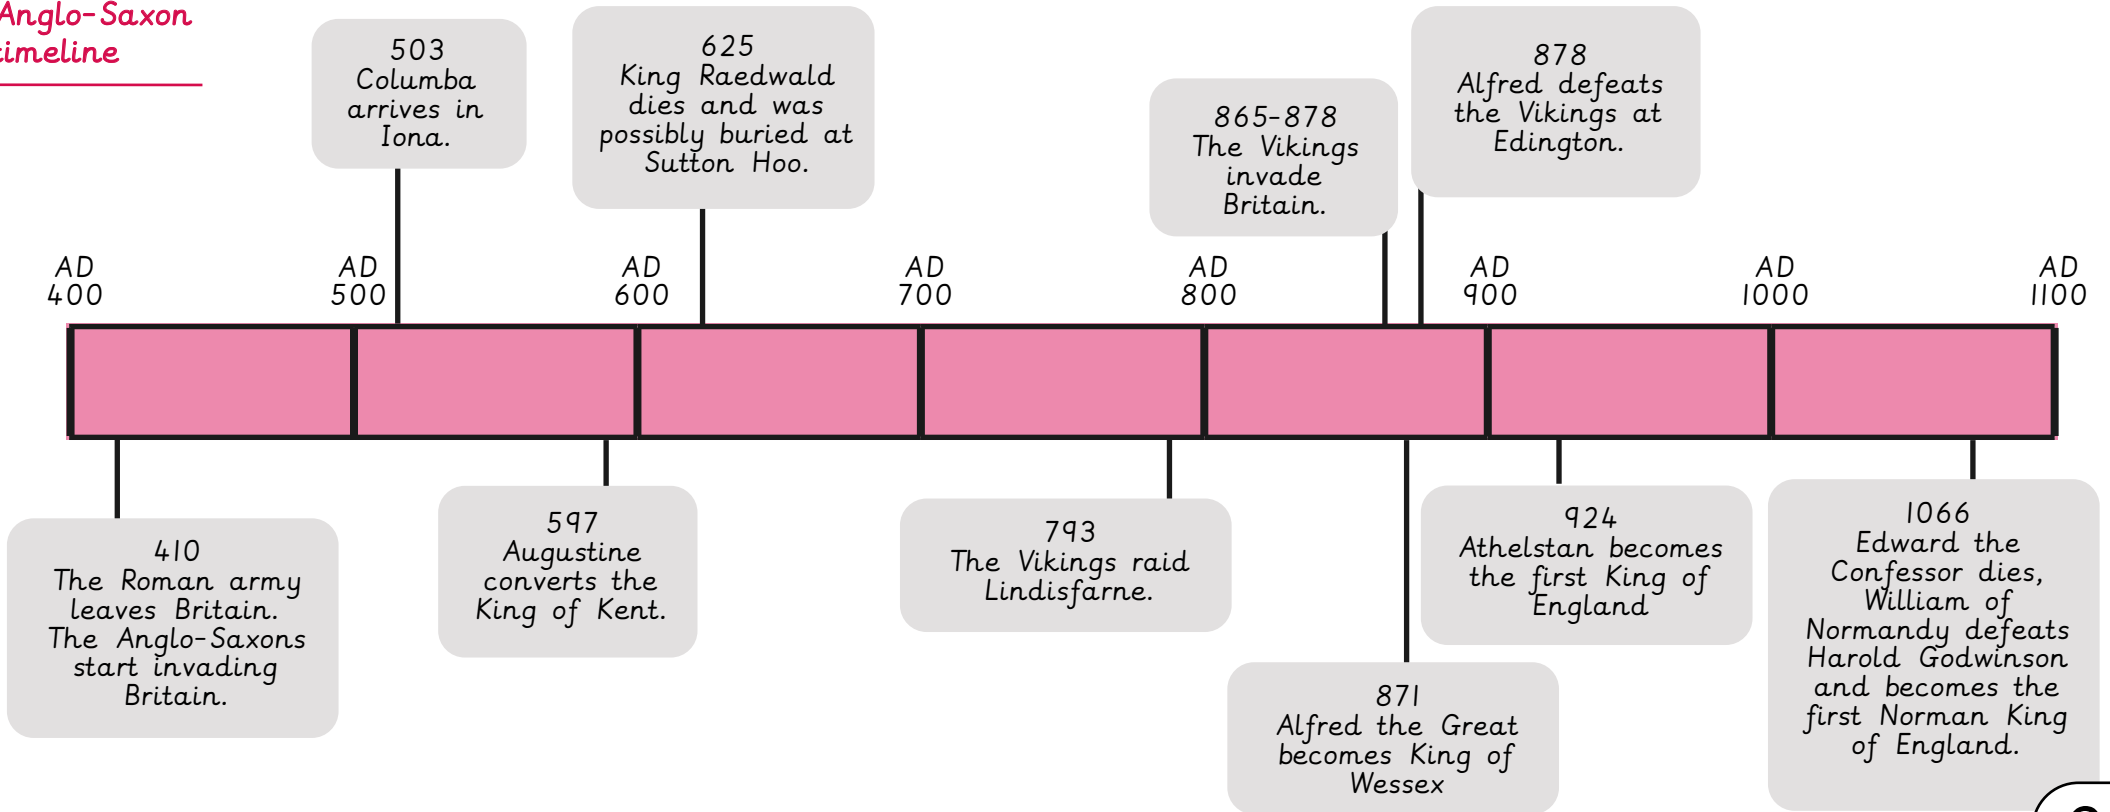 Anglo-Saxon
timeline
503
Columba
arrives in
Iona.
625
King Raedwald
dies and was
possibly buried at
Sutton Hoo.
865-878
The Vikings
invade
Britain.
878
Alfred defeats
the Vikings at
Edington.
AD
400
AD
500
AD
600
AD
700
AD
800
AD
900
AD
1000
AD
1100
410
The Roman army
leaves Britain.
The Anglo-Saxons
start invading
Britain.
597
Augustine
converts the
King of Kent.
793
The Vikings raid
Lindisfarne.
871
Alfred the Great
becomes King of
Wessex
924
Athelstan becomes
the first King of
England
1066
Edward the
Confessor dies,
William of
Normandy defeats
Harold Godwinson
and becomes the
first Norman King
of England.